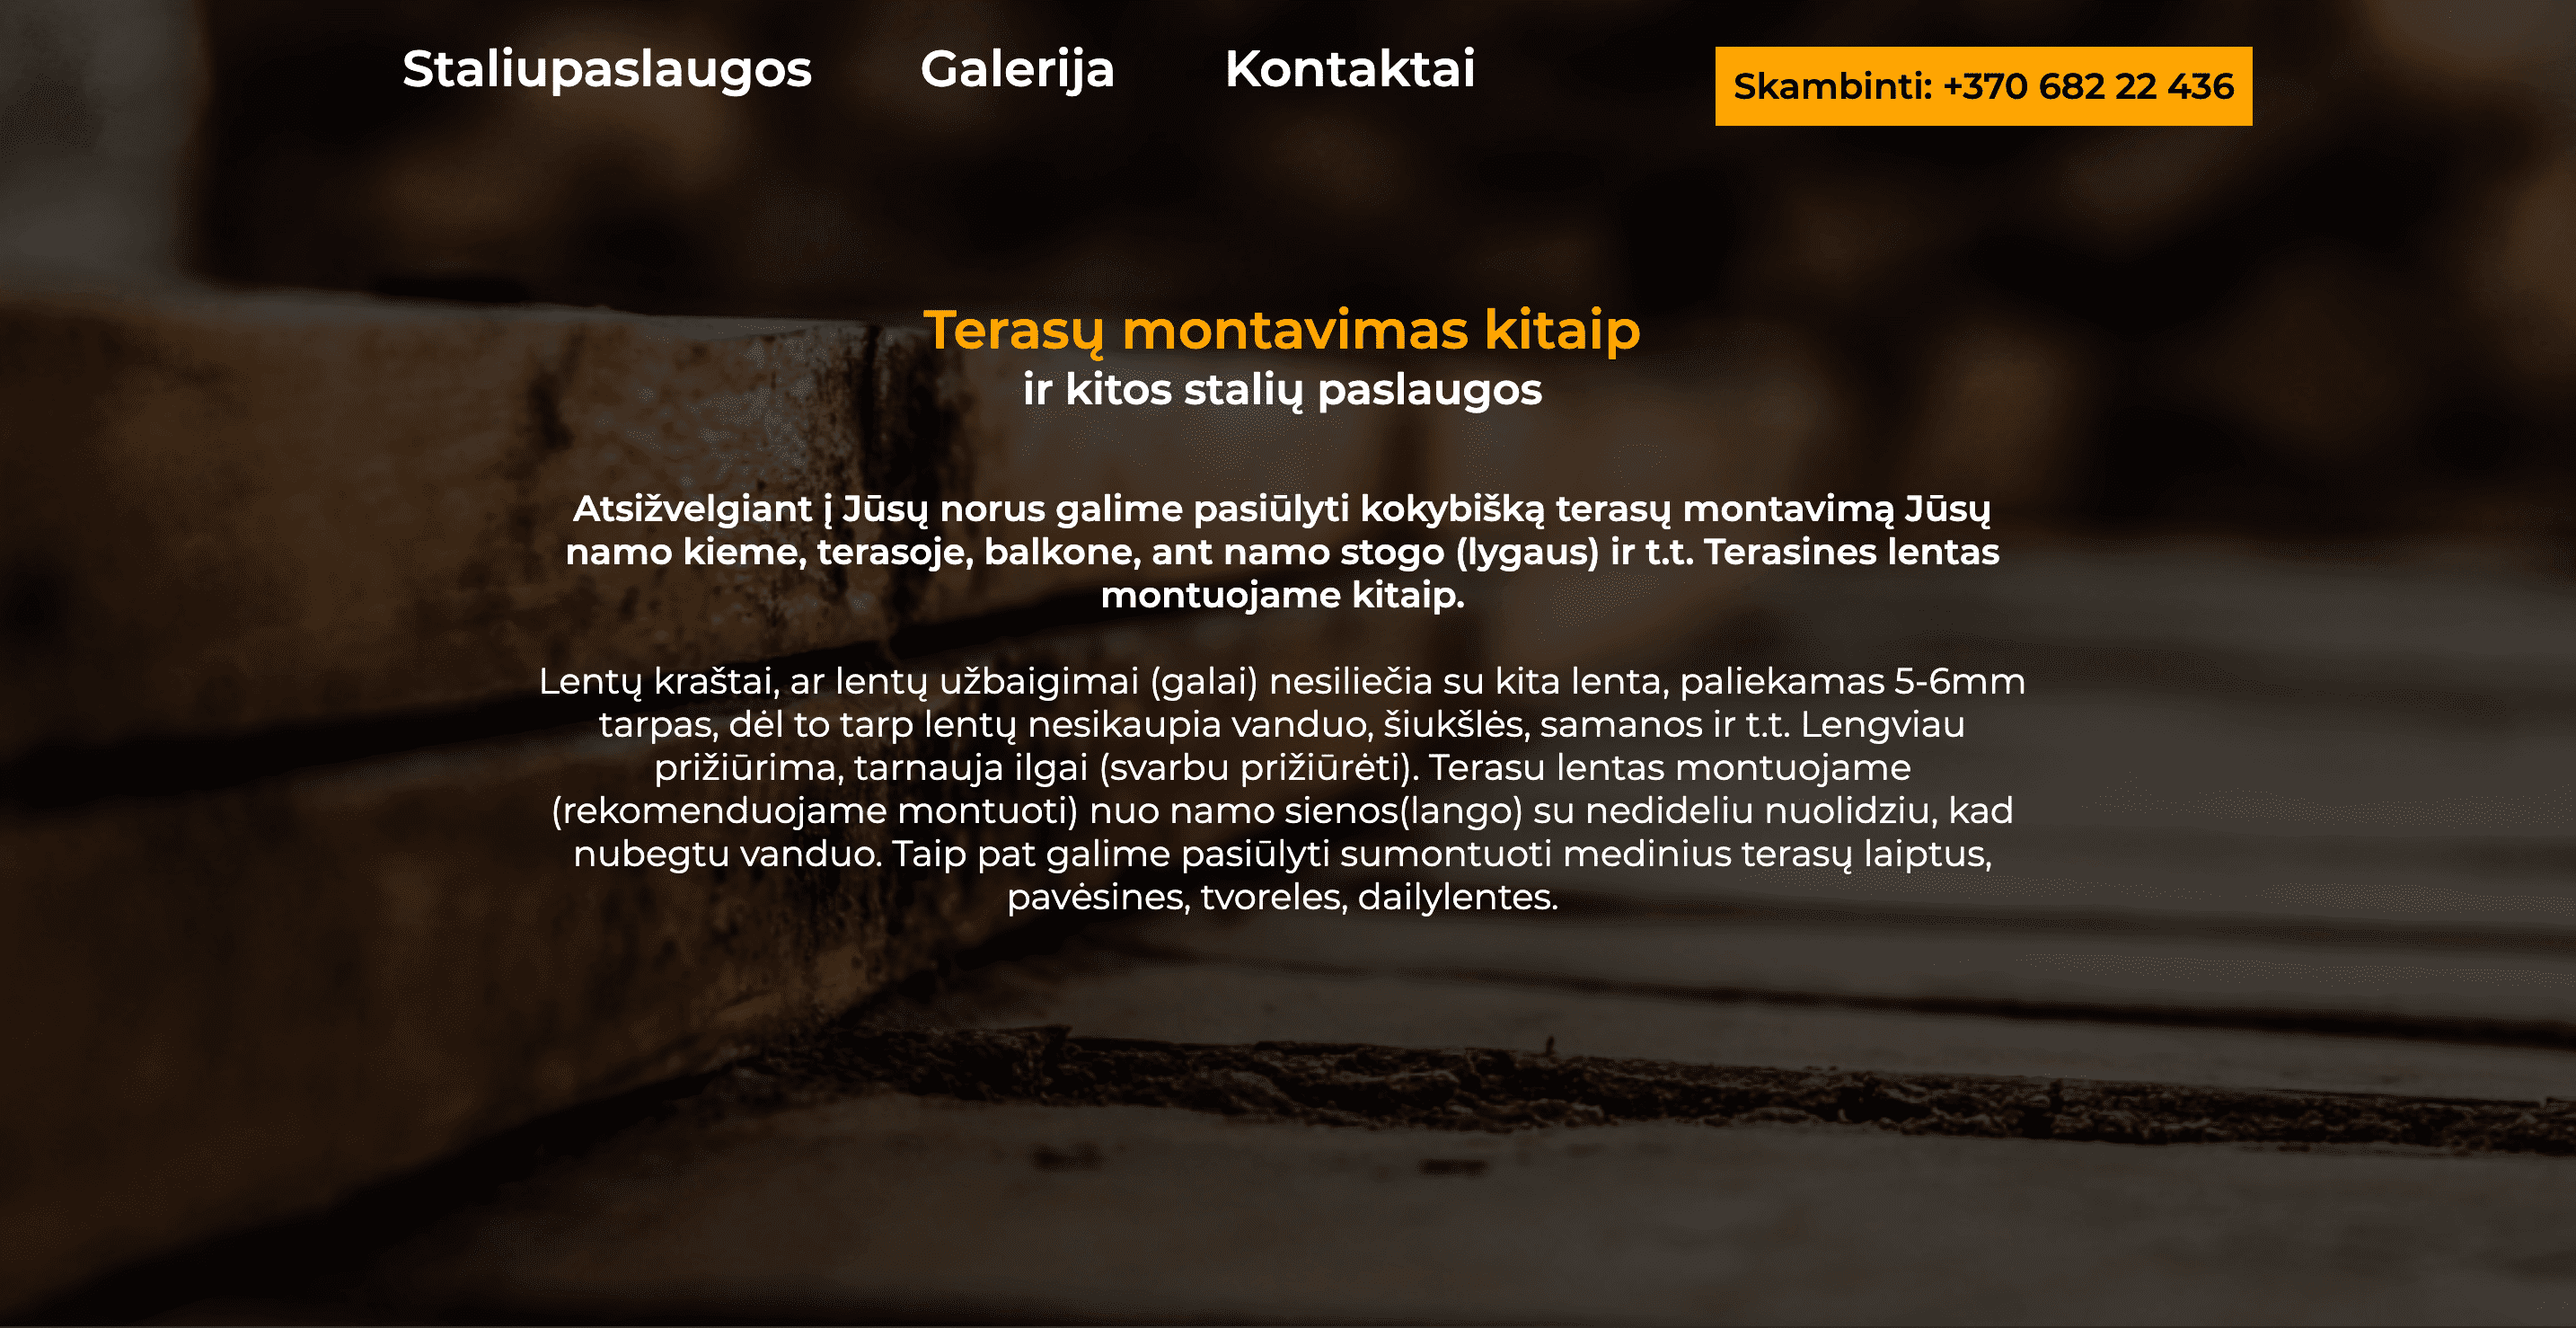 Staliupaslaugos
Galerija
Kontaktai
Skambinti: +370 682 22 436
Terasų montavimas kitaip
ir kitos stalių paslaugos
Atsižvelgiant į Jūsų norus galime pasiūlyti kokybišką terasų montavimą Jūsų
namo kieme, terasoje, balkone, ant namo stogo (lygaus) ir t.t. Terasines lentas
montuojame kitaip.
Lentų kraštai, ar lentų užbaigimai (galai) nesiliečia su kita lenta, paliekamas 5-6mm
tarpas, dėl to tarp lentų nesikaupia vanduo, šiukšlės, samanos ir t.t. Lengviau
prižiūrima, tarnauja ilgai (svarbu prižiūrėti). Terasu lentas montuojame
(rekomenduojame montuoti) nuo namo sienos(lango) su nedideliu nuolidziu, kad
nubegtu vanduo. Taip pat galime pasiūlyti sumontuoti medinius terasų laiptus,
pavėsines, tvoreles, dailylentes.